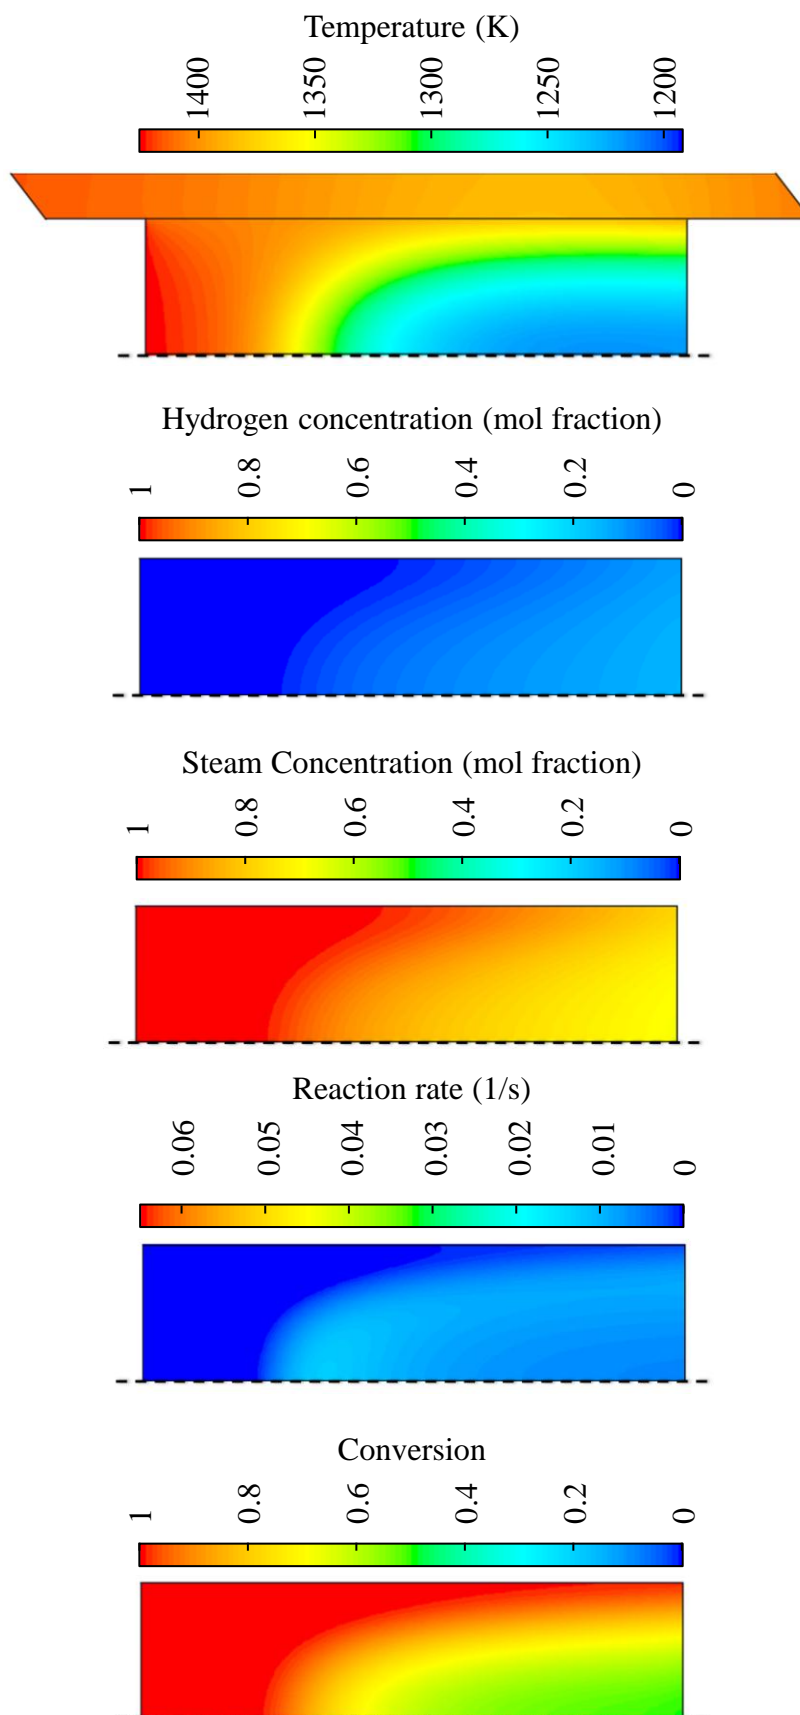 Temperature (K)
1400 1350 1300 1250 1200
Hydrogen concentration (mol fraction)
1 0.8 0.6 0.4 0.2 0
Steam Concentration (mol fraction)
1 0.8 0.6 0.4 0.2 0
Reaction rate (1/s)
0.06 0.05 0.04 0.03 0.02 0.01 0
Conversion
1 0.8 0.6 0.4 0.2 0